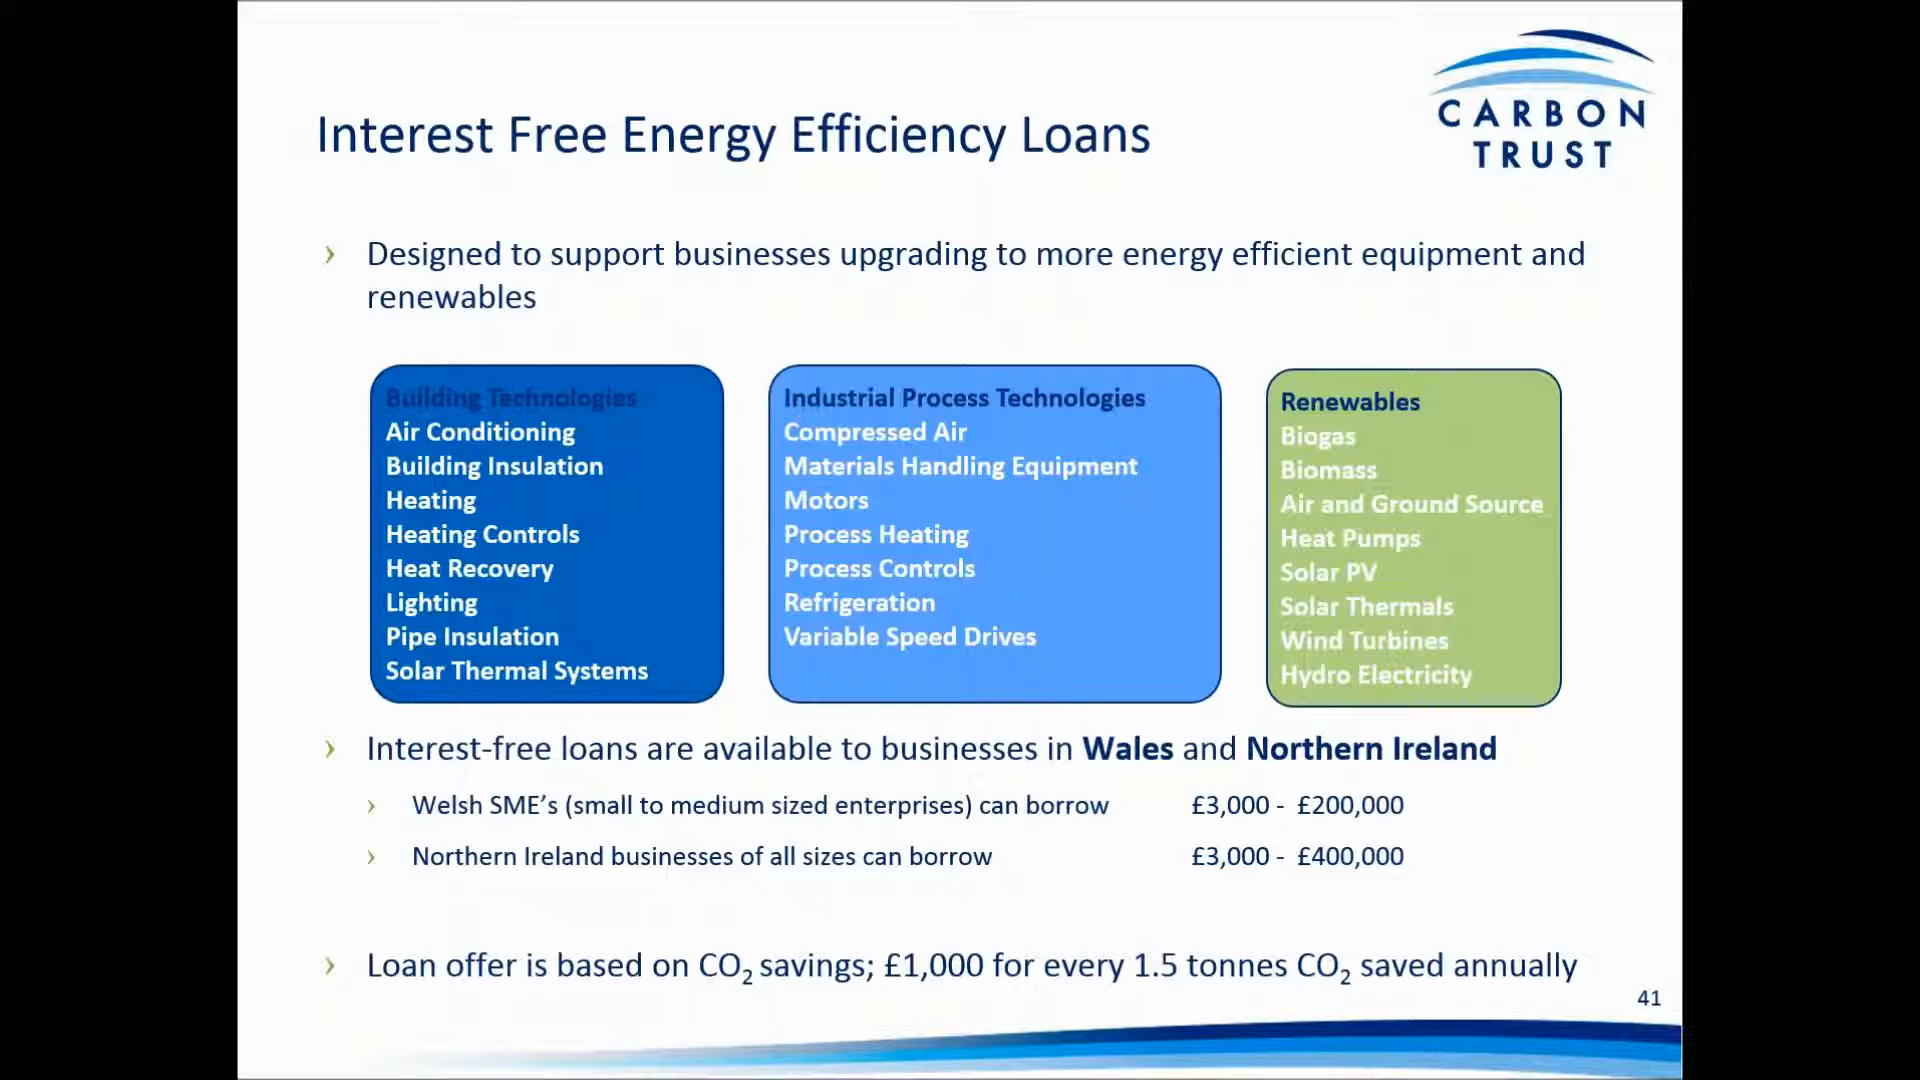 CARBON
TRUST
Interest Free Energy Efficiency Loans
› Designed to support businesses upgrading to more energy efficient equipment and
renewables
Building Technologies
Air Conditioning
Building Insulation
Heating
Heating Controls
Heat Recovery
Lighting
Pipe Insulation
Solar Thermal Systems
Industrial Process Technologies
Compressed Air
Materials Handling Equipment
Motors
Process Heating
Process Controls
Refrigeration
Variable Speed Drives
Renewables
Biogas
Biomass
Air and Ground Source
Heat Pumps
Solar PV
Solar Thermals
Wind Turbines
Hydro Electricity
› Interest-free loans are available to businesses in Wales and Northern Ireland
› Welsh SME’s (small to medium sized enterprises) can borrow £3,000 - £200,000
› Northern Ireland businesses of all sizes can borrow £3,000 - £400,000
› Loan offer is based on CO₂ savings; £1,000 for every 1.5 tonnes CO₂ saved annually
41